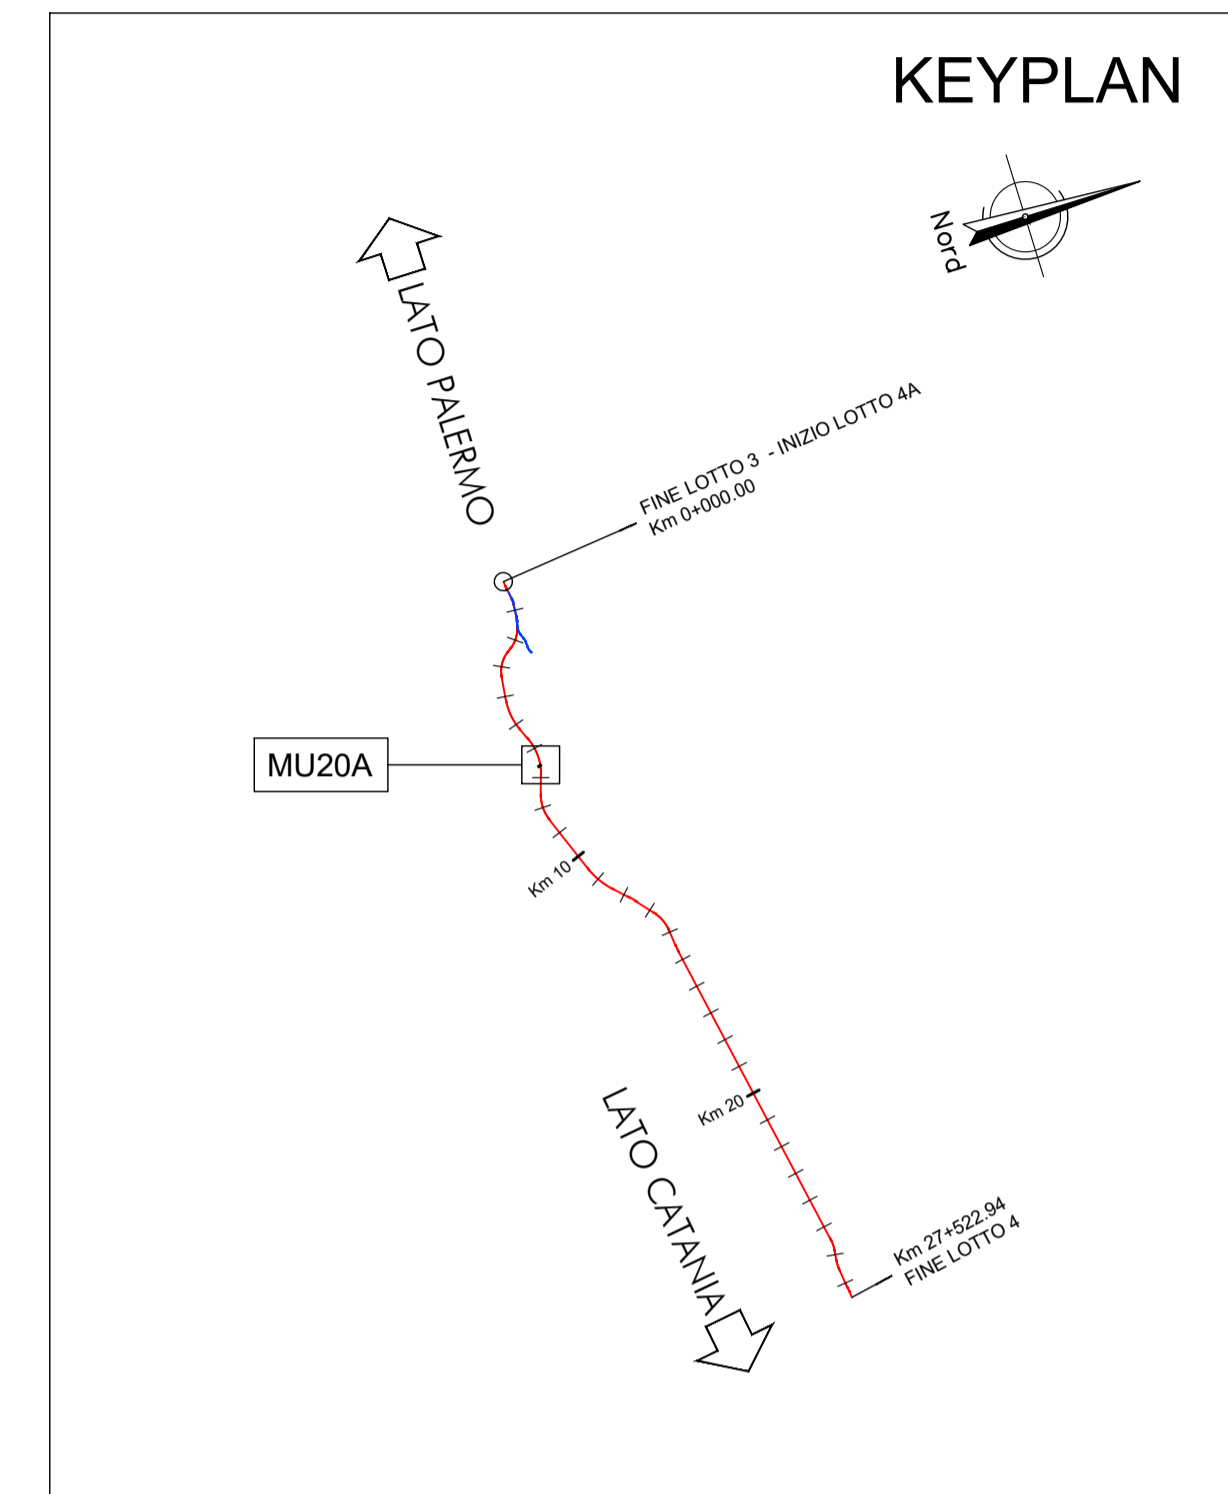 KEYPLAN
Nord
LATO PALERMO
FINE LOTTO 3 - INIZIO LOTTO 4A
Km 0+000.00
MU20A
Km 10
Km 20
LATO CATANIA
Km 27+522.94
FINE LOTTO 4